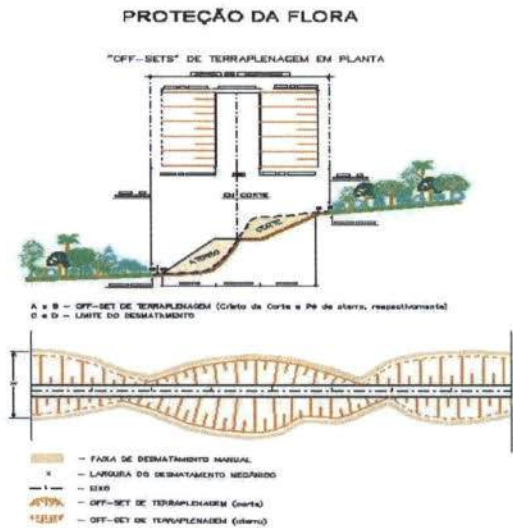 PROTEÇÃO DA FLORA
"OFF-SETS" DE TERRAPLENAGEM EM PLANTA
EM CORTE
CORTE
ATERRO
A e B - OFF-SET DE TERRAPLENAGEM (Crista de Corte e Pé de aterro, respectivamente)
C e D - LIMITE DO DESMATAMENTO
- FAIXA DE DESMATAMENTO MANUAL
x - LARGURA DO DESMATAMENTO MECÂNICO
- EIXO
- OFF-SET DE TERRAPLENAGEM (corte)
- OFF-SET DE TERRAPLENAGEM (aterro)